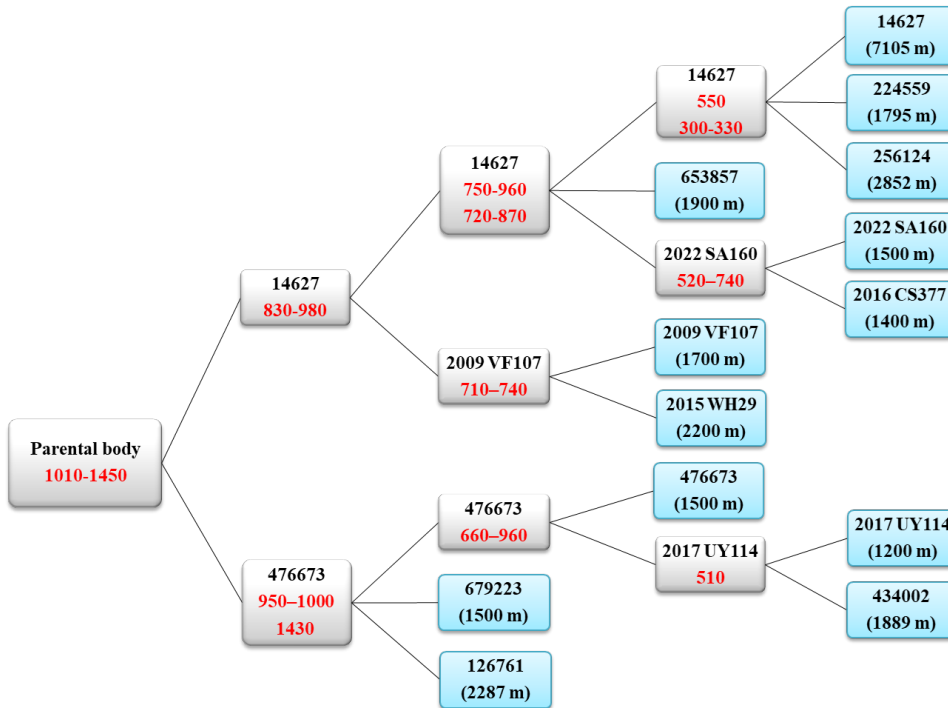 Parental body
1010-1450
14627
830-980
476673
950–1000
1430
14627
750-960
720-870
2009 VF107
710–740
476673
660–960
679223
(1500 m)
126761
(2287 m)
14627
550
300-330
653857
(1900 m)
2022 SA160
520–740
2009 VF107
(1700 m)
2015 WH29
(2200 m)
476673
(1500 m)
2017 UY114
510
14627
(7105 m)
224559
(1795 m)
256124
(2852 m)
2022 SA160
(1500 m)
2016 CS377
(1400 m)
2017 UY114
(1200 m)
434002
(1889 m)